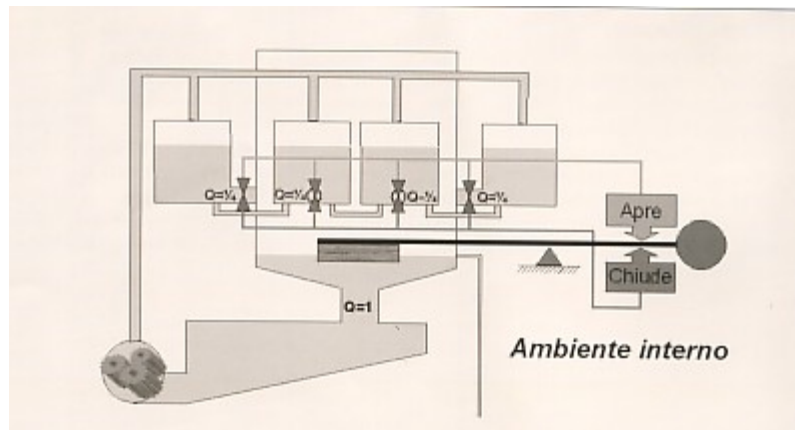 Q=¼ Q=¼ Q=¼ Q=¼
Apre
Chiude
Q=1
Ambiente interno